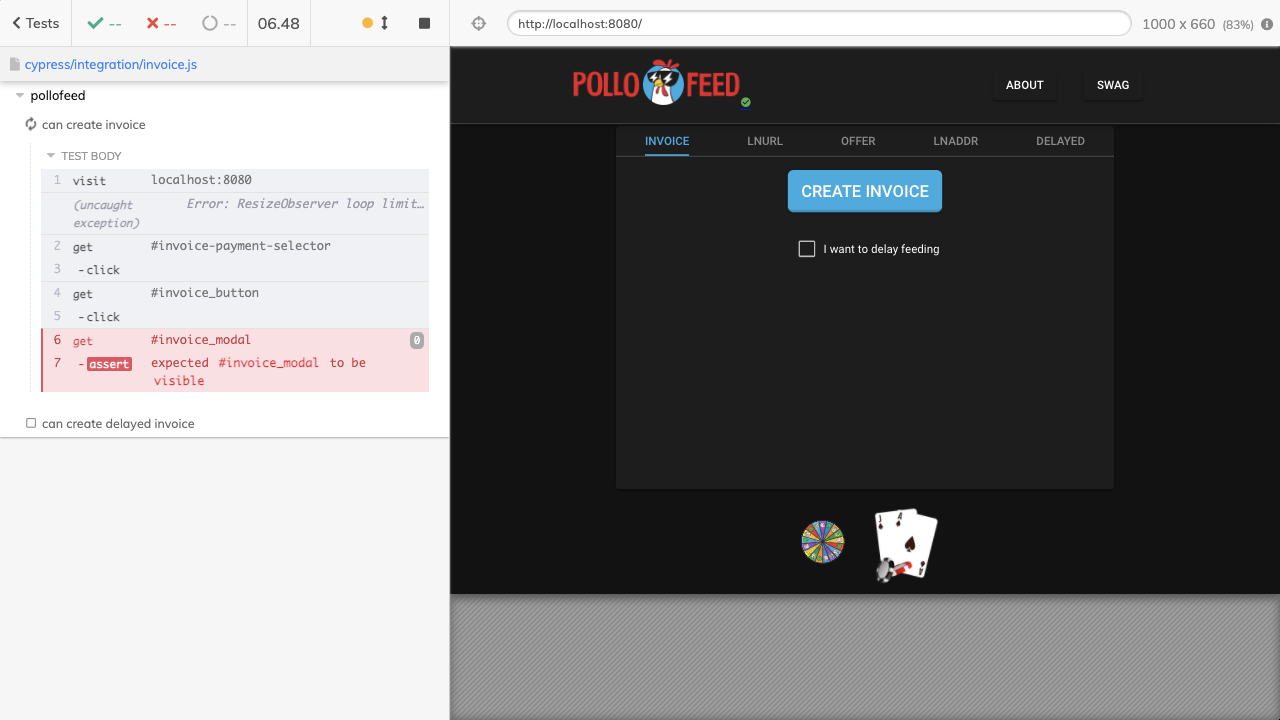 Tests
--
--
--
06.48
cypress/integration/invoice.js
pollofeed
can create invoice
TEST BODY
1 visit localhost:8080
(uncaught exception) Error: ResizeObserver loop limit…
2 get #invoice-payment-selector
3 -click
4 get #invoice_button
5 -click
6 get #invoice_modal 0
7 -assert expected #invoice_modal to be
visible
can create delayed invoice
http://localhost:8080/
1000 x 660 (83%)
POLLO FEED
ABOUT
SWAG
INVOICE
LNURL
OFFER
LNADDR
DELAYED
CREATE INVOICE
I want to delay feeding
J
A